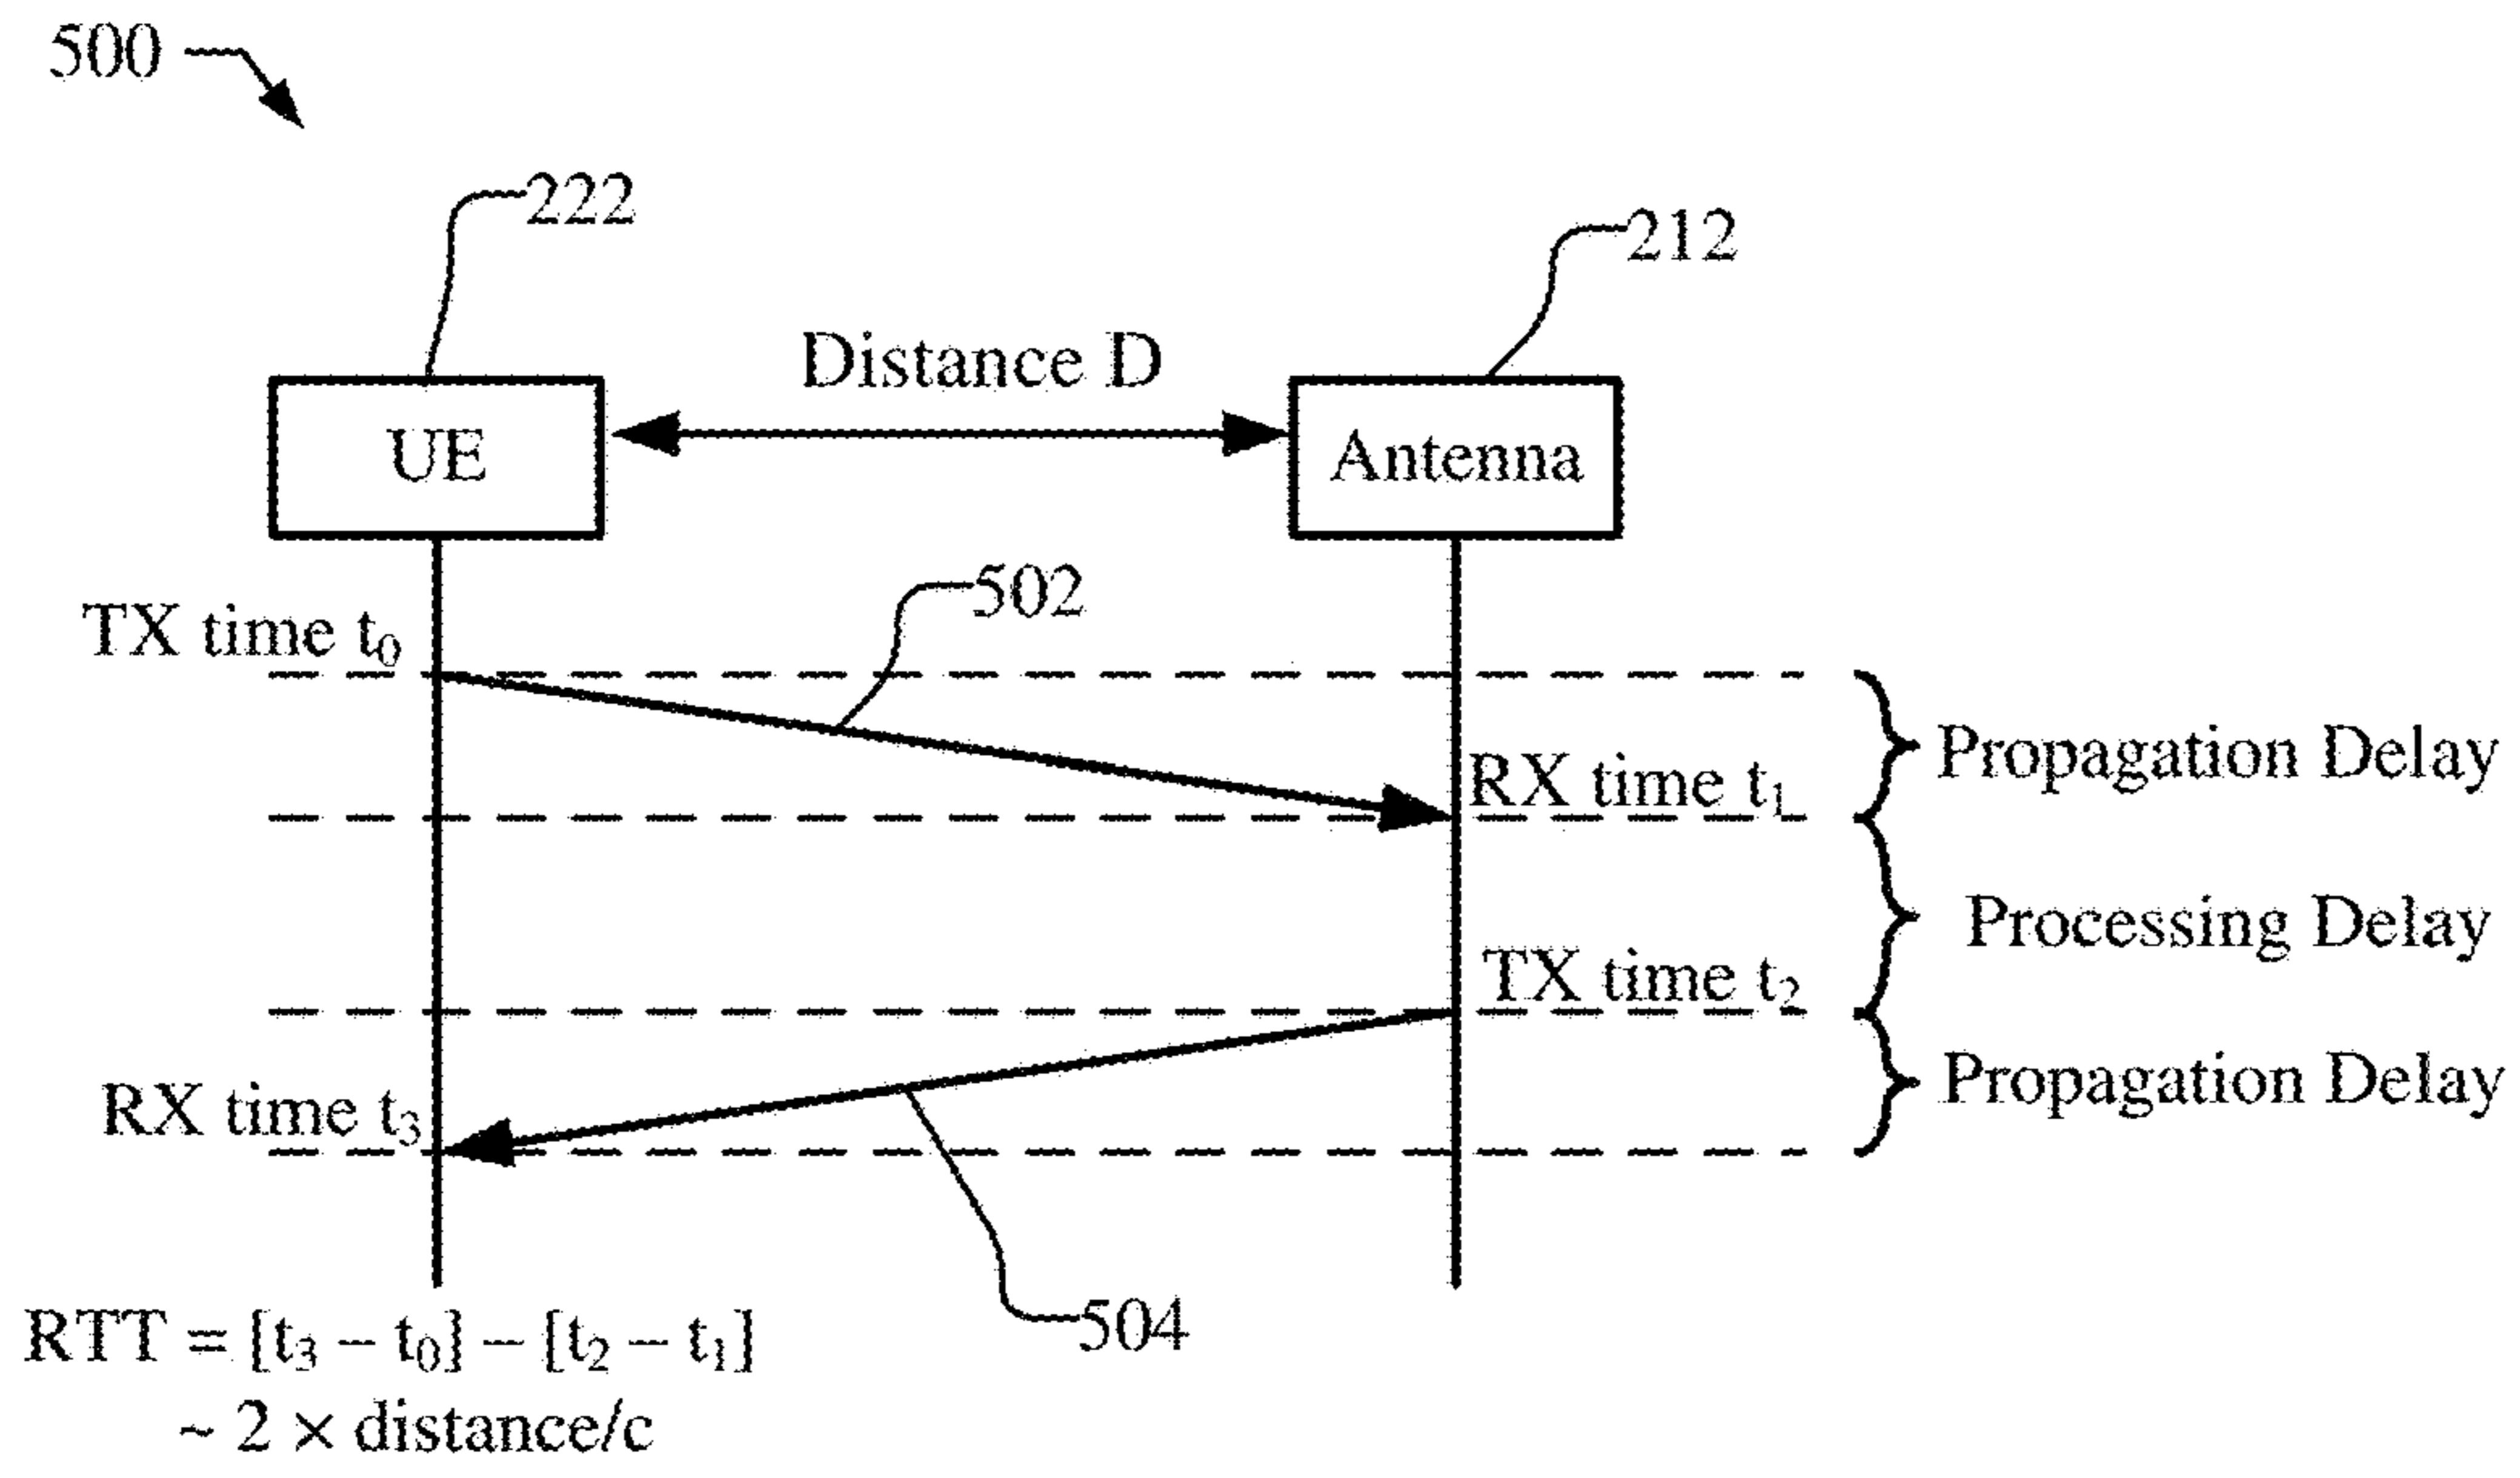 500
222
212
Distance D
UE
Antenna
502
TX time t₀
Propagation Delay
RX time t₁
Processing Delay
TX time t₂
Propagation Delay
RX time t₃
504
RTT = [t₃ – t₀] – [t₂ – t₁]
~ 2 × distance/c